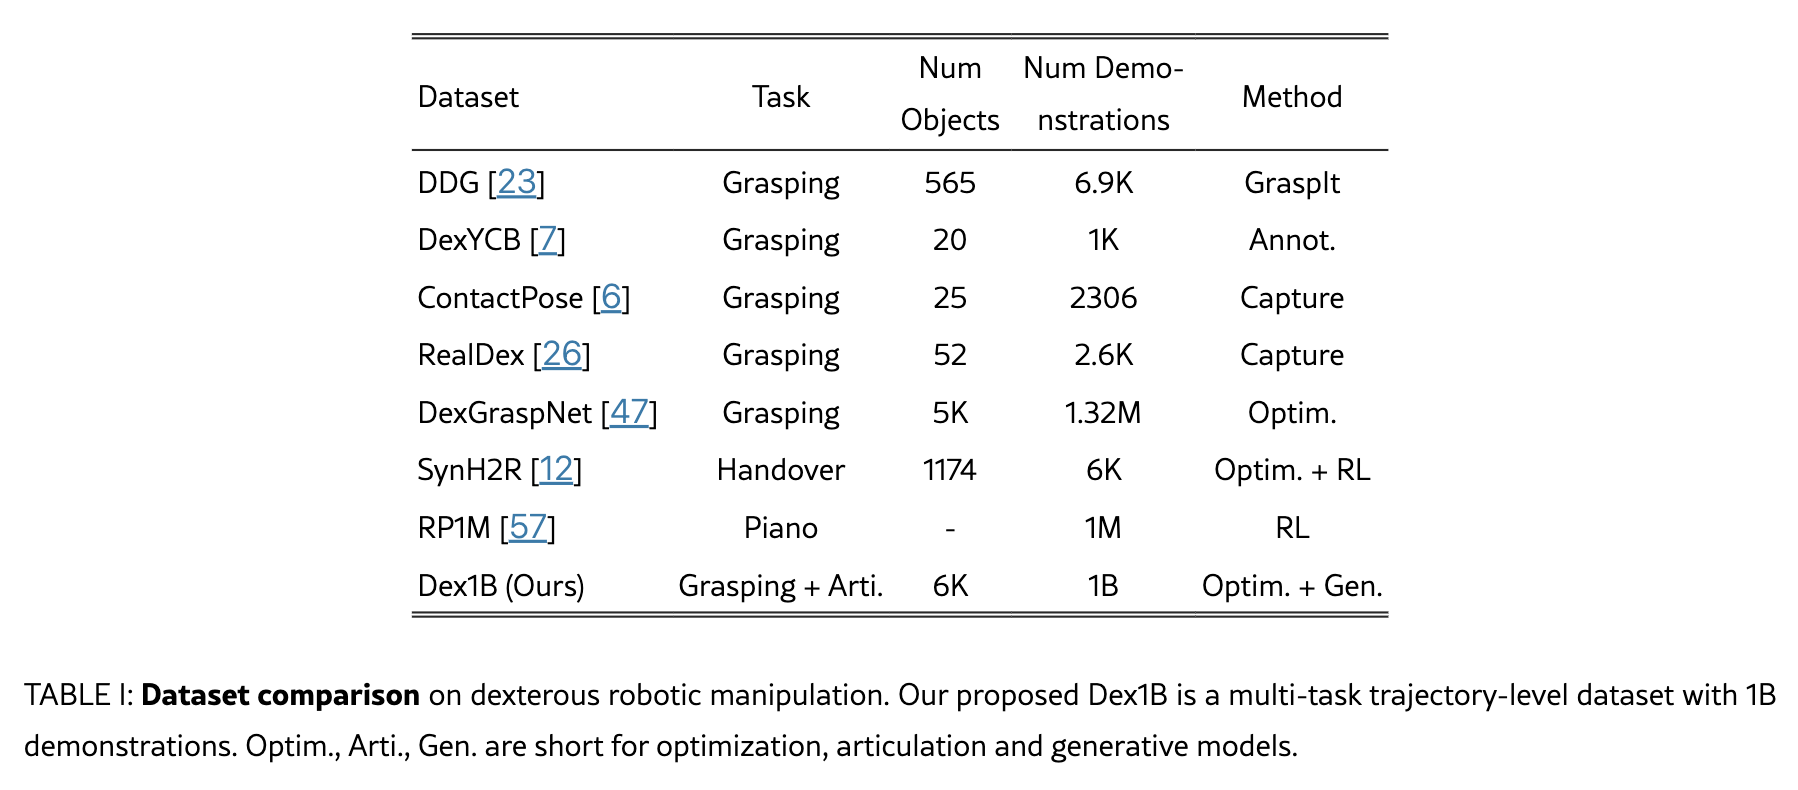 Dataset Task Num Objects Num Demo-nstrations Method
DDG [23] Grasping 565 6.9K GraspIt
DexYCB [7] Grasping 20 1K Annot.
ContactPose [6] Grasping 25 2306 Capture
RealDex [26] Grasping 52 2.6K Capture
DexGraspNet [47] Grasping 5K 1.32M Optim.
SynH2R [12] Handover 1174 6K Optim. + RL
RP1M [57] Piano - 1M RL
Dex1B (Ours) Grasping + Arti. 6K 1B Optim. + Gen.
TABLE I: Dataset comparison on dexterous robotic manipulation. Our proposed Dex1B is a multi-task trajectory-level dataset with 1B
demonstrations. Optim., Arti., Gen. are short for optimization, articulation and generative models.